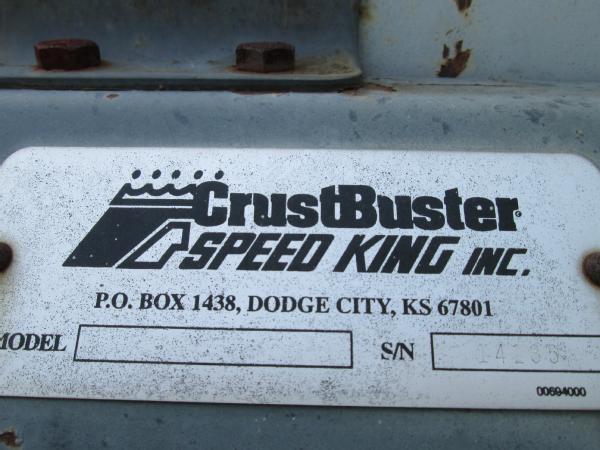 CrustBuster®
SPEED KING INC.
P.O. BOX 1438, DODGE CITY, KS 67801
MODEL
S/N
00694000